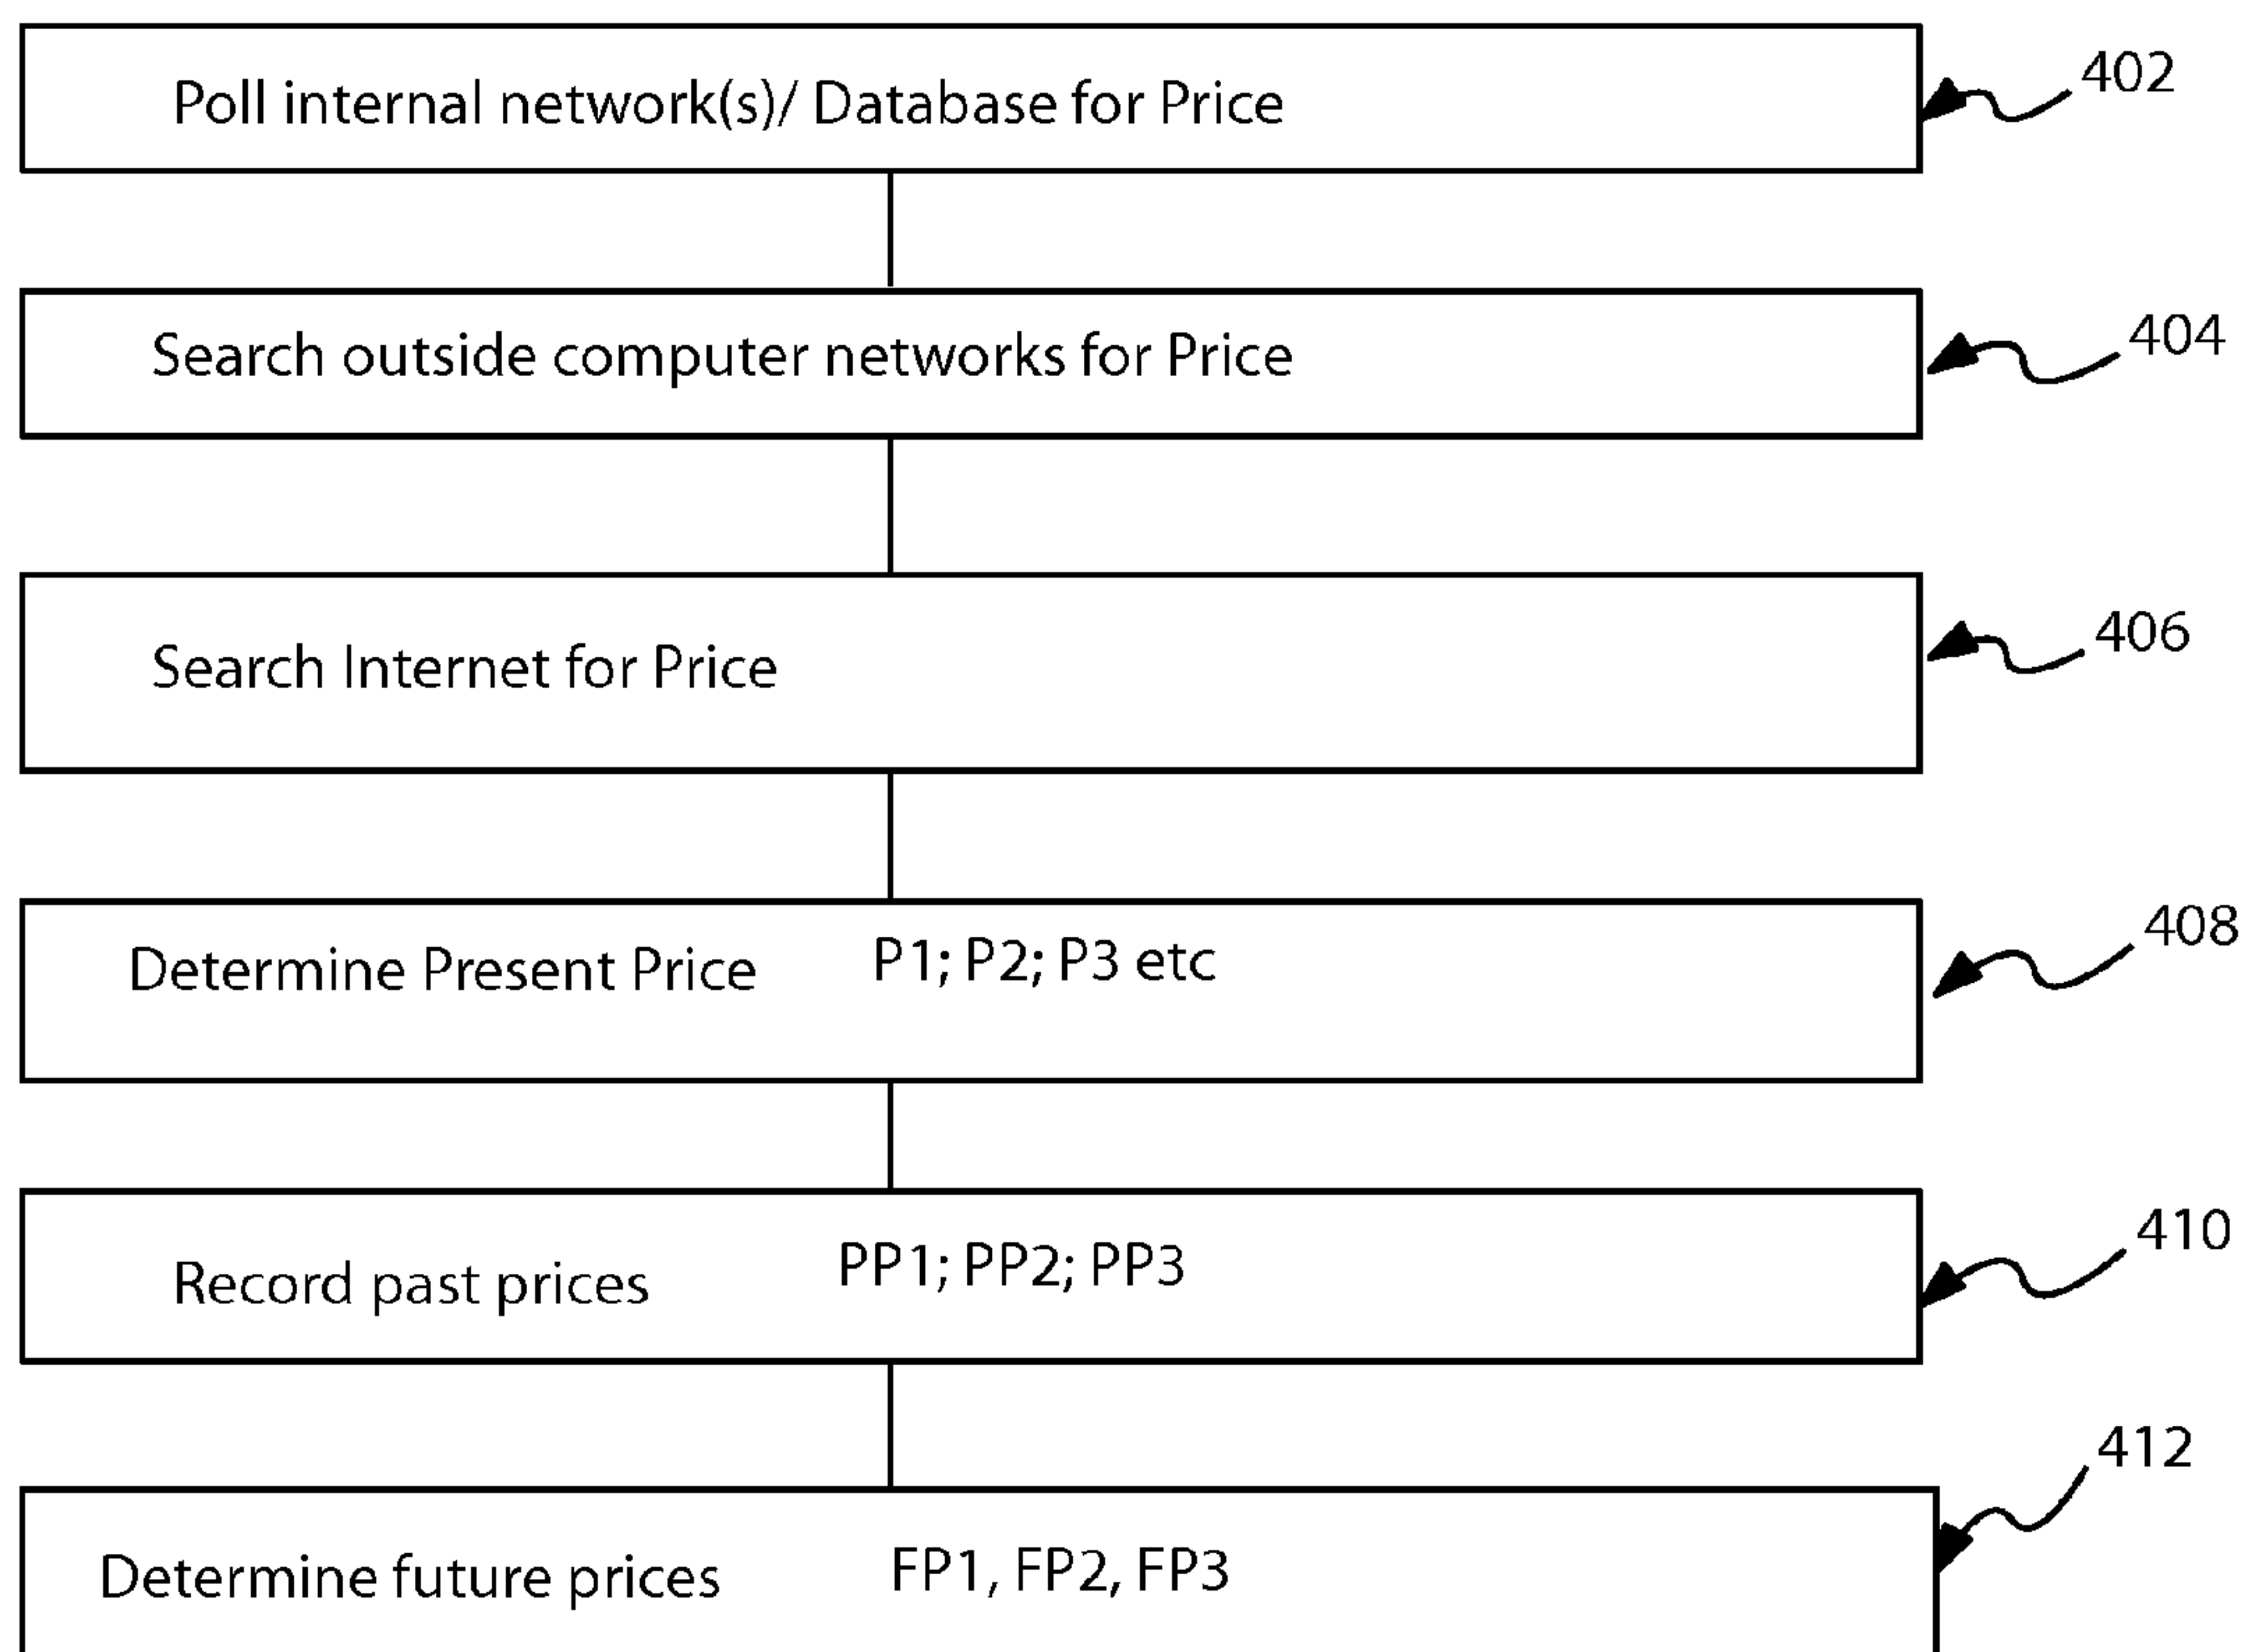 Poll internal network(s)/ Database for Price
402
Search outside computer networks for Price
404
Search Internet for Price
406
Determine Present Price P1; P2; P3 etc
408
Record past prices PP1; PP2; PP3
410
Determine future prices FP1, FP2, FP3
412